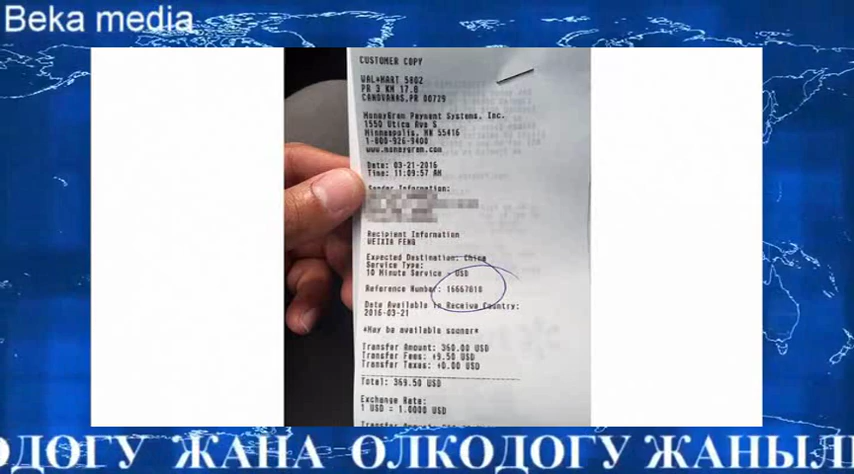 Beka media
CUSTOMER COPY
WAL*MART 5802
PR 3 KM 17.8
CANOVANAS,PR 00729
MoneyGram Payment Systems, Inc.
1550 Utica Ave S
Minneapolis, MN 55416
1-800-926-9400
www.moneygram.com
Date: 03-21-2016
Time: 11:09:57 AM
Sender Information:
Recipient Information
WEIXIA FENG
Expected Destination: China
Service Type:
10 Minute Service - USD
Reference Number: 16667818
Date Available in Receive Country:
2016-03-21
*May be available sooner*
Transfer Amount: 360.00 USD
Transfer Fees: +9.50 USD
Transfer Taxes: +0.00 USD
Total: 369.50 USD
Exchange Rate:
1 USD = 1.0000 USD
ОДОГУ ЖАНА ОЛКОДОГУ ЖАНЫЛ